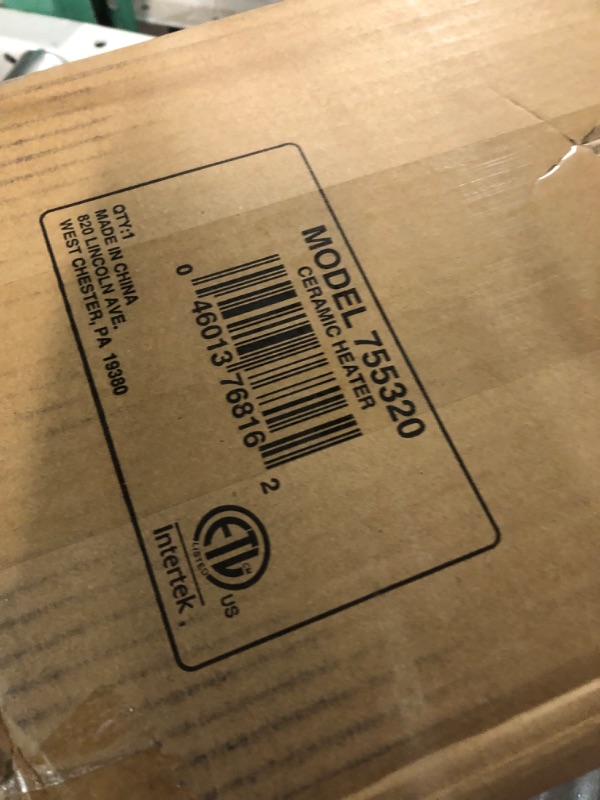 MODEL 755320
CERAMIC HEATER
0 46013 76816 2
QTY:1
MADE IN CHINA
820 LINCOLN AVE.
WEST CHESTER, PA 19380
ETL CM
LISTED
US
Intertek